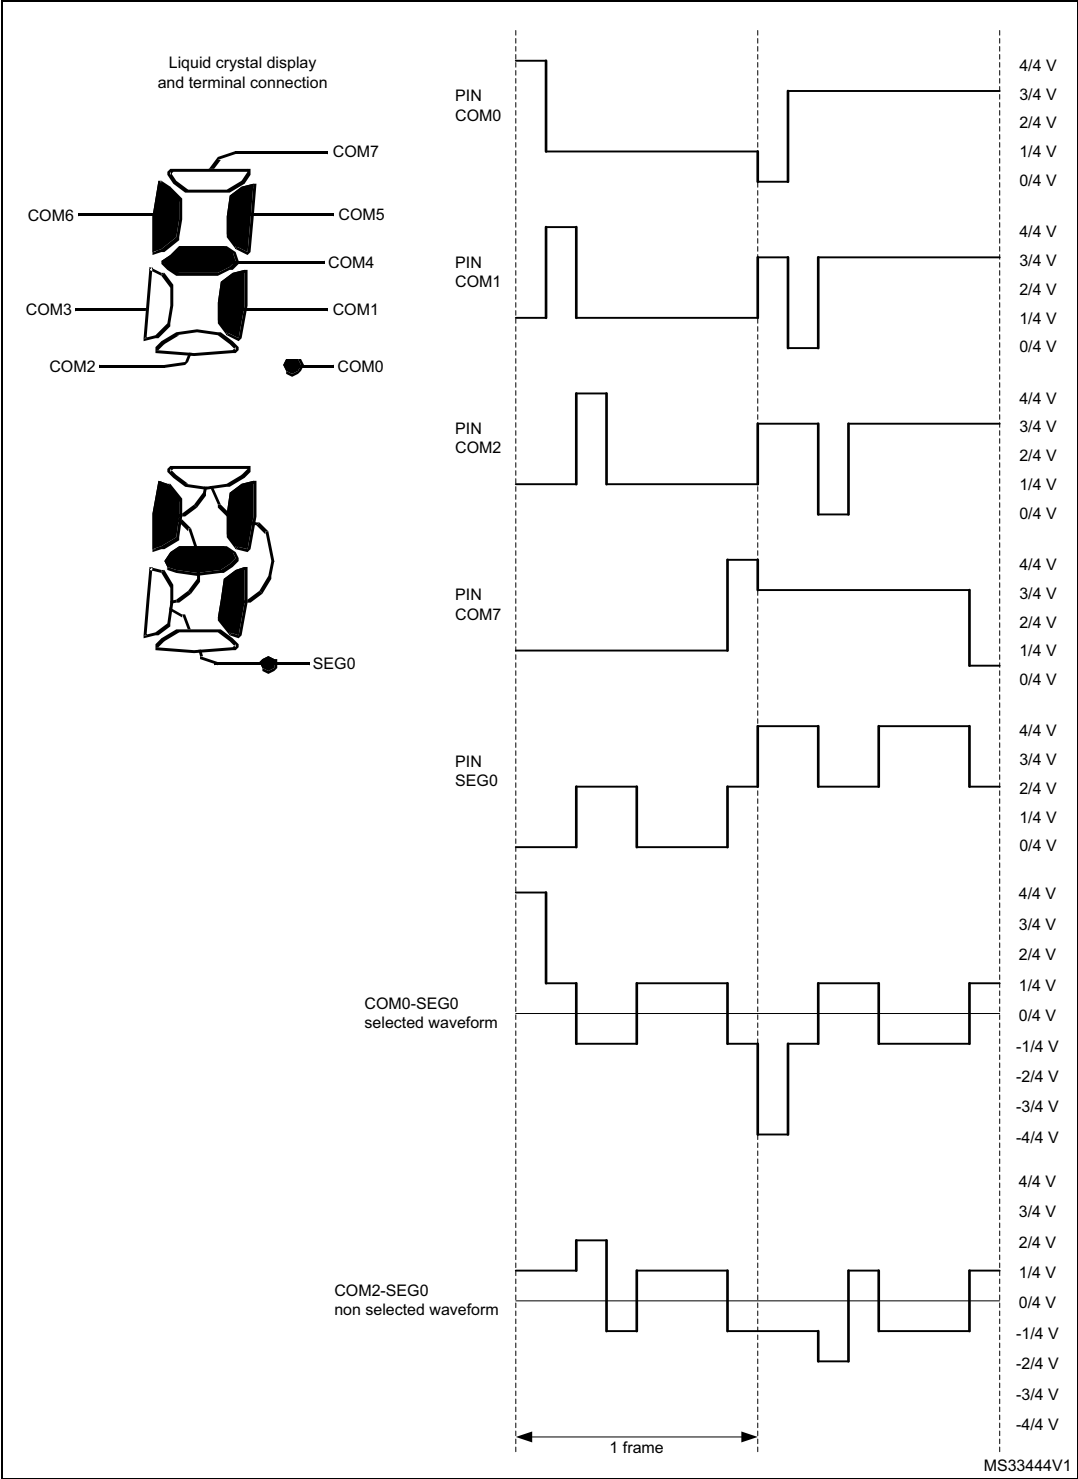 Liquid crystal display
and terminal connection
COM7
COM6
COM5
COM4
COM3
COM1
COM2
COM0
SEG0
PIN
COM0
4/4 V
3/4 V
2/4 V
1/4 V
0/4 V
PIN
COM1
4/4 V
3/4 V
2/4 V
1/4 V
0/4 V
PIN
COM2
4/4 V
3/4 V
2/4 V
1/4 V
0/4 V
PIN
COM7
4/4 V
3/4 V
2/4 V
1/4 V
0/4 V
PIN
SEG0
4/4 V
3/4 V
2/4 V
1/4 V
0/4 V
COM0-SEG0
selected waveform
4/4 V
3/4 V
2/4 V
1/4 V
0/4 V
-1/4 V
-2/4 V
-3/4 V
-4/4 V
COM2-SEG0
non selected waveform
4/4 V
3/4 V
2/4 V
1/4 V
0/4 V
-1/4 V
-2/4 V
-3/4 V
-4/4 V
1 frame
MS33444V1